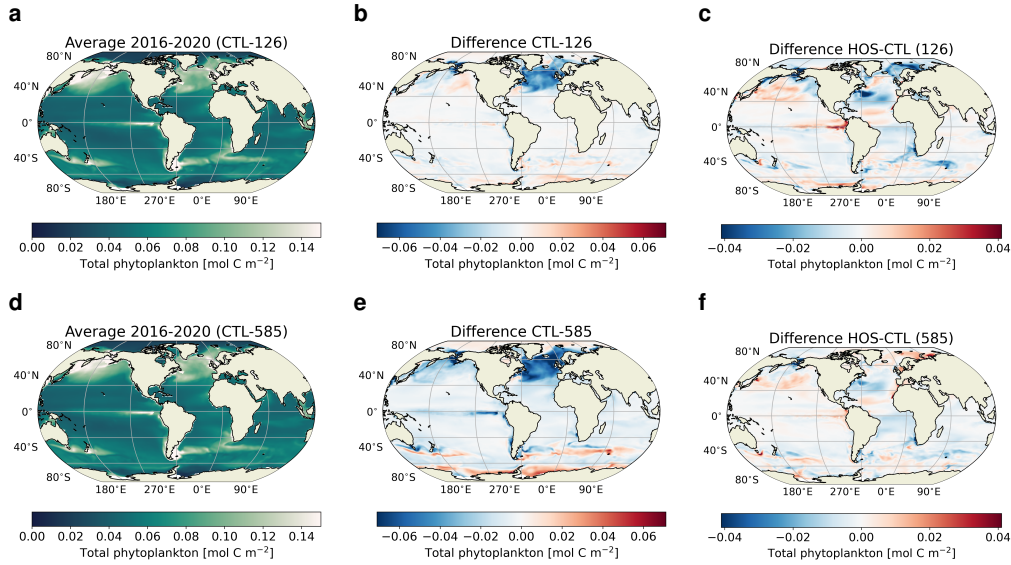 a
Average 2016-2020 (CTL-126)
80°N
40°N
0°
40°S
80°S
180°E 270°E 0°E 90°E
0.00 0.02 0.04 0.06 0.08 0.10 0.12 0.14
Total phytoplankton [mol C m⁻²]
b
Difference CTL-126
80°N
40°N
0°
40°S
80°S
180°E 270°E 0°E 90°E
−0.06 −0.04 −0.02 0.00 0.02 0.04 0.06
Total phytoplankton [mol C m⁻²]
c
Difference HOS-CTL (126)
80°N
40°N
0°
40°S
80°S
180°E 270°E 0°E 90°E
−0.04 −0.02 0.00 0.02 0.04
Total phytoplankton [mol C m⁻²]
d
Average 2016-2020 (CTL-585)
80°N
40°N
0°
40°S
80°S
180°E 270°E 0°E 90°E
0.00 0.02 0.04 0.06 0.08 0.10 0.12 0.14
Total phytoplankton [mol C m⁻²]
e
Difference CTL-585
80°N
40°N
0°
40°S
80°S
180°E 270°E 0°E 90°E
−0.06 −0.04 −0.02 0.00 0.02 0.04 0.06
Total phytoplankton [mol C m⁻²]
f
Difference HOS-CTL (585)
80°N
40°N
0°
40°S
80°S
180°E 270°E 0°E 90°E
−0.04 −0.02 0.00 0.02 0.04
Total phytoplankton [mol C m⁻²]